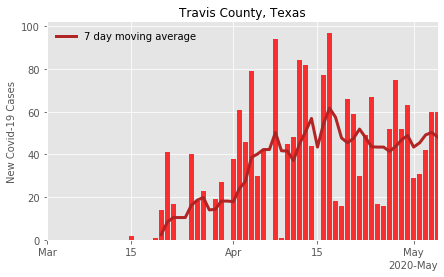 Travis County, Texas
7 day moving average
New Covid-19 Cases
100
80
60
40
20
0
Mar
15
Apr
15
May
2020-May